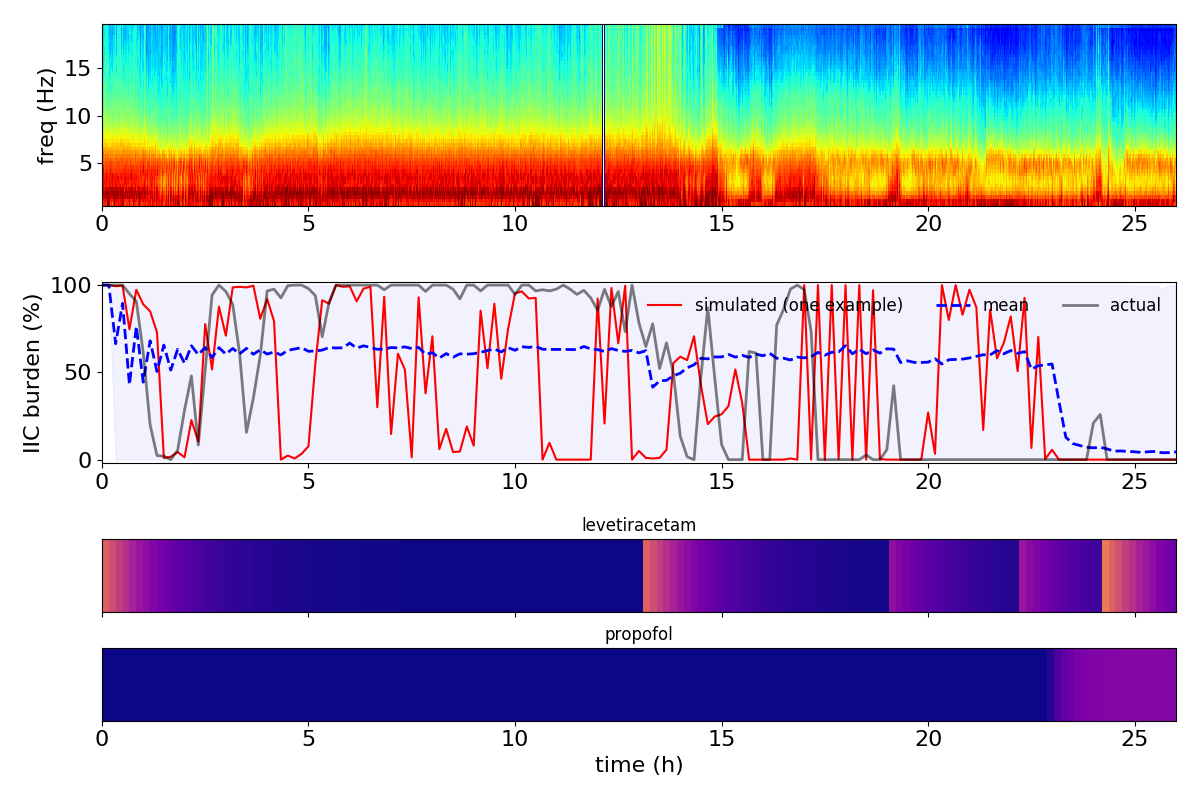 freq (Hz)
15
10
5
0 5 10 15 20 25
IIC burden (%)
100
50
0
simulated (one example) mean actual
0 5 10 15 20 25
levetiracetam
propofol
0 5 10 15 20 25
time (h)